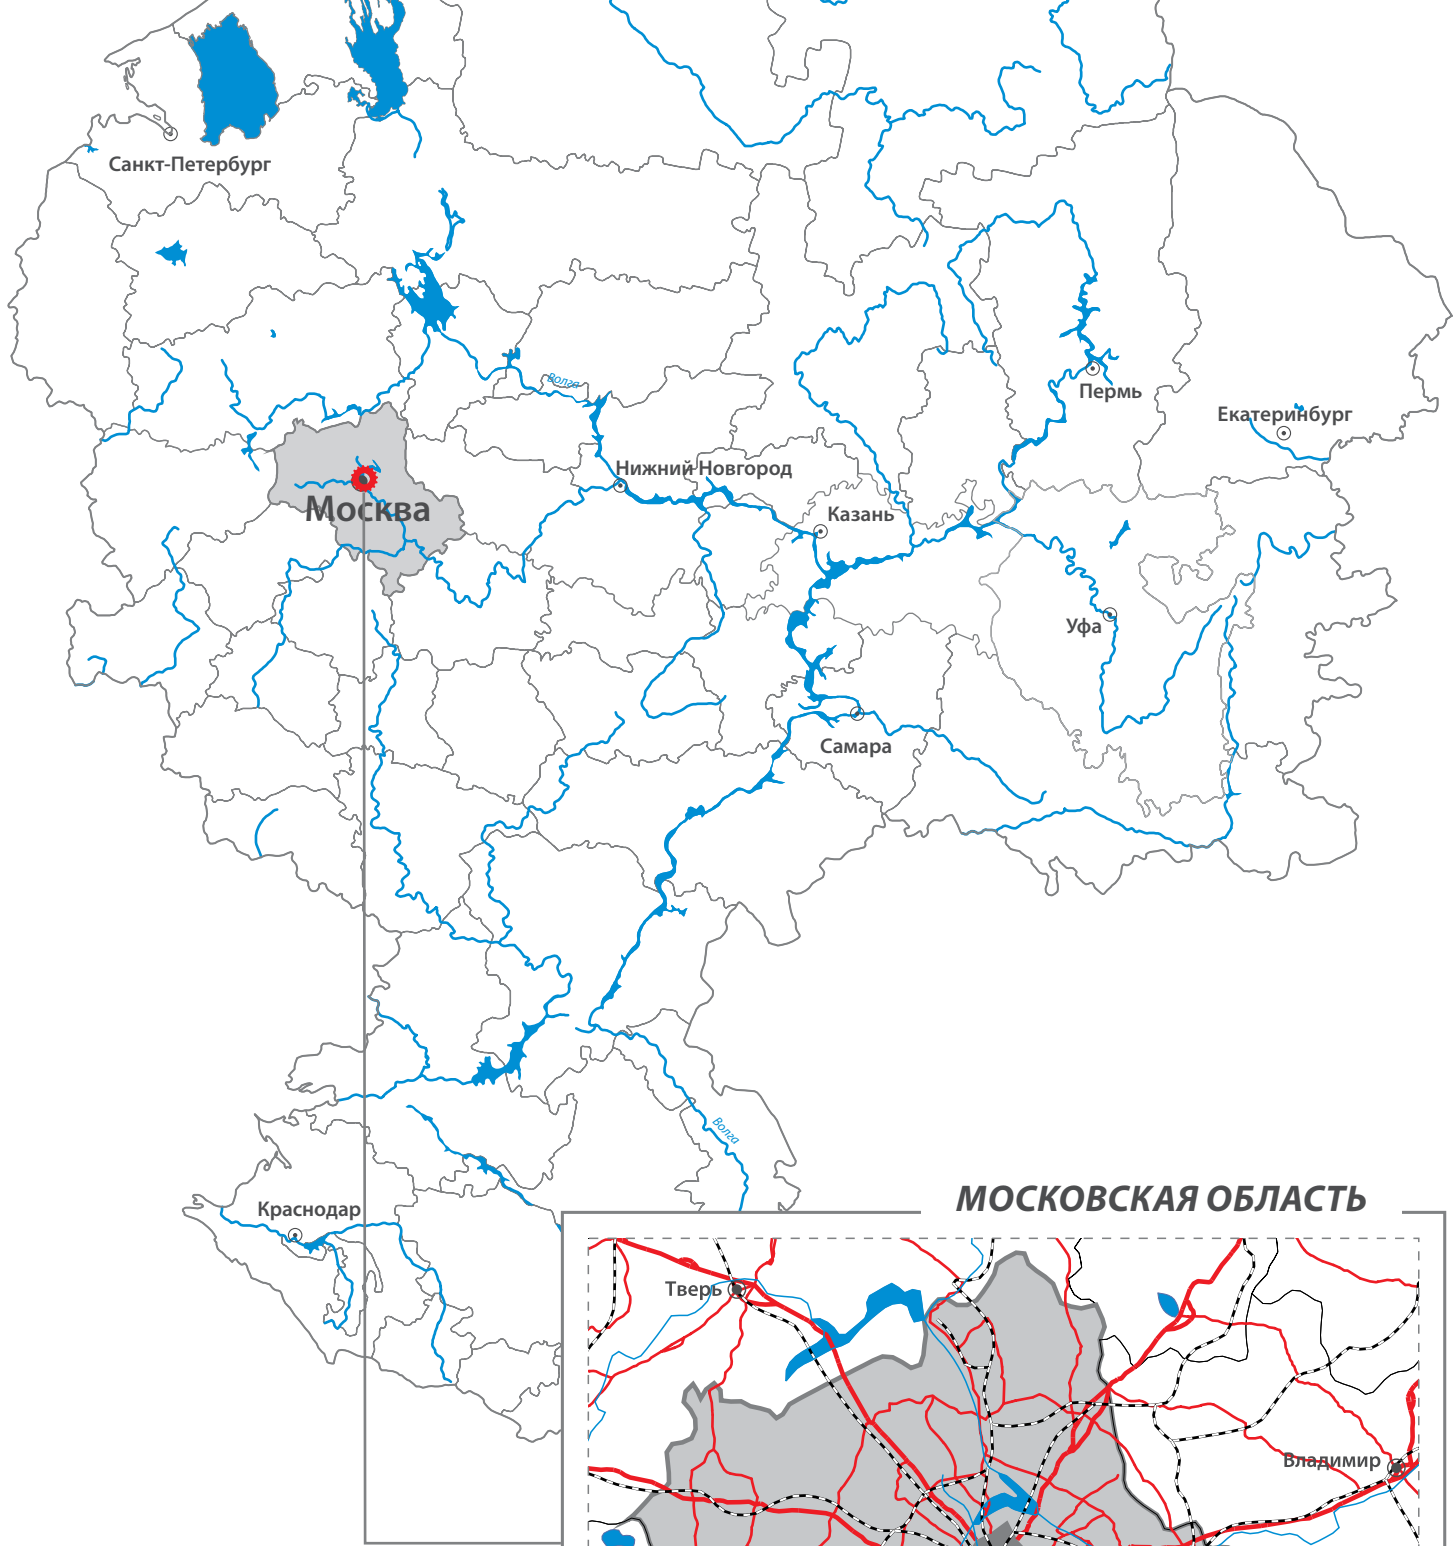 Санкт-Петербург
Волга
Пермь
Екатеринбург
Нижний Новгород
Москва
Казань
Уфа
Самара
Волга
МОСКОВСКАЯ ОБЛАСТЬ
Краснодар
Тверь
Владимир